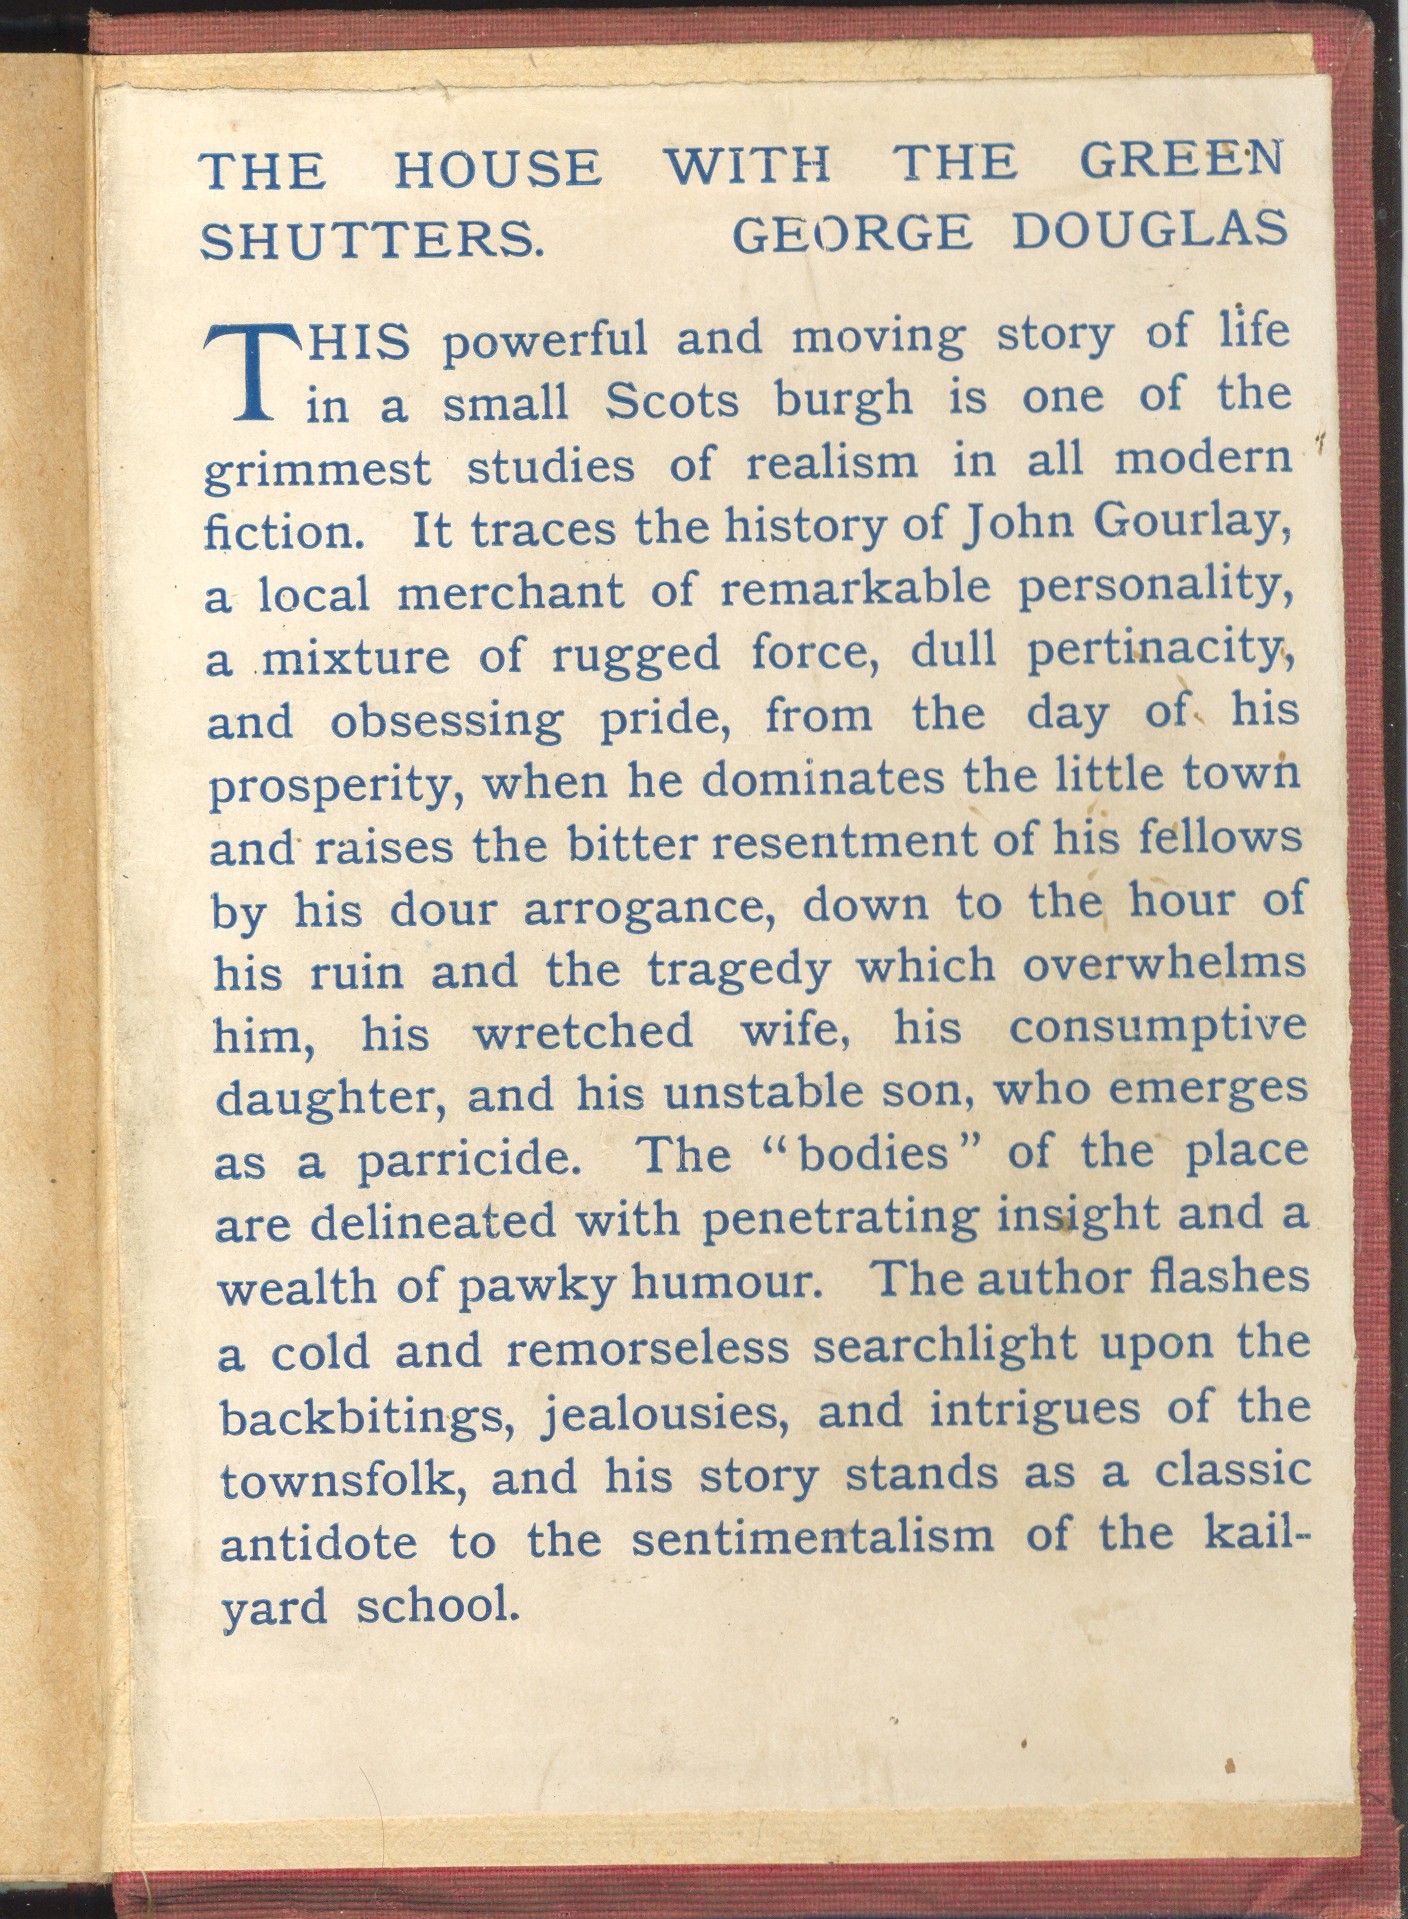 THE HOUSE WITH THE GREEN
SHUTTERS. GEORGE DOUGLAS
THIS powerful and moving story of life
in a small Scots burgh is one of the
grimmest studies of realism in all modern
fiction. It traces the history of John Gourlay,
a local merchant of remarkable personality,
a mixture of rugged force, dull pertinacity,
and obsessing pride, from the day of his
prosperity, when he dominates the little town
and raises the bitter resentment of his fellows
by his dour arrogance, down to the hour of
his ruin and the tragedy which overwhelms
him, his wretched wife, his consumptive
daughter, and his unstable son, who emerges
as a parricide. The “bodies” of the place
are delineated with penetrating insight and a
wealth of pawky humour. The author flashes
a cold and remorseless searchlight upon the
backbitings, jealousies, and intrigues of the
townsfolk, and his story stands as a classic
antidote to the sentimentalism of the kail-
yard school.